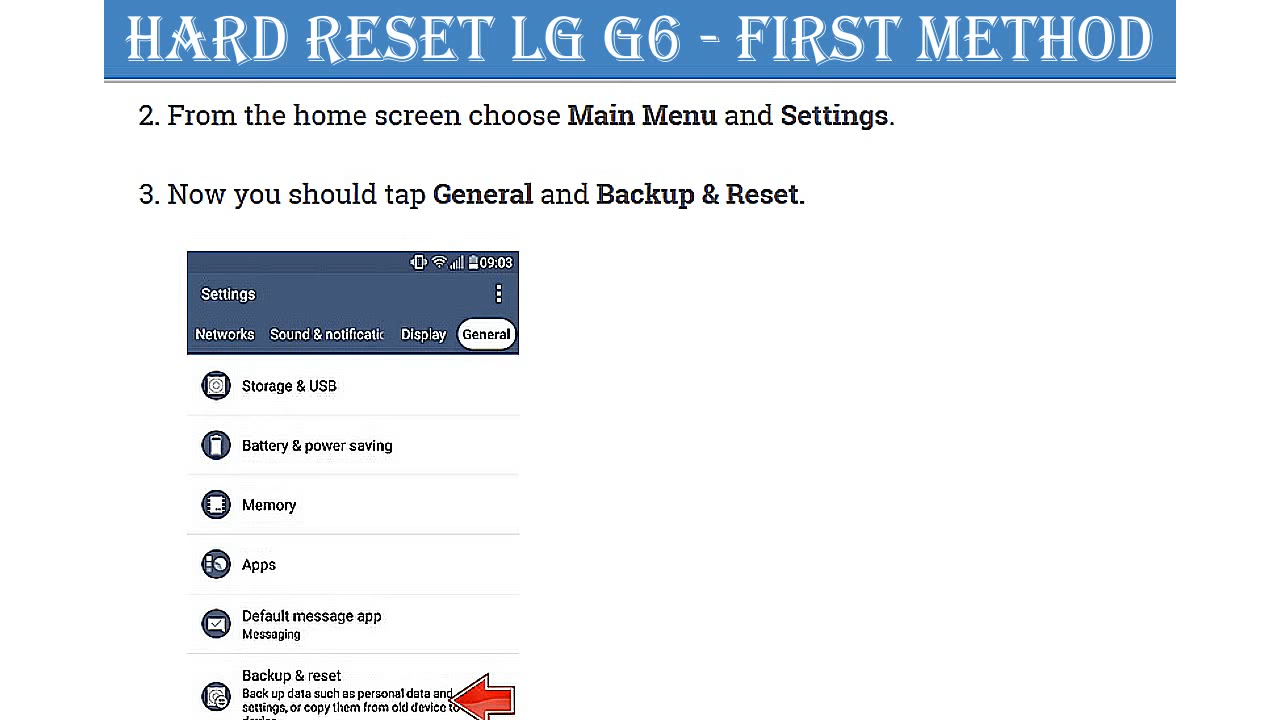 HARD RESET LG G6 - FIRST METHOD
2. From the home screen choose Main Menu and Settings.
3. Now you should tap General and Backup & Reset.
09:03
Settings
Networks Sound & notificatic Display General
Storage & USB
Battery & power saving
Memory
Apps
Default message app
Messaging
Backup & reset
Back up data such as personal data and
settings, or copy them from old device to